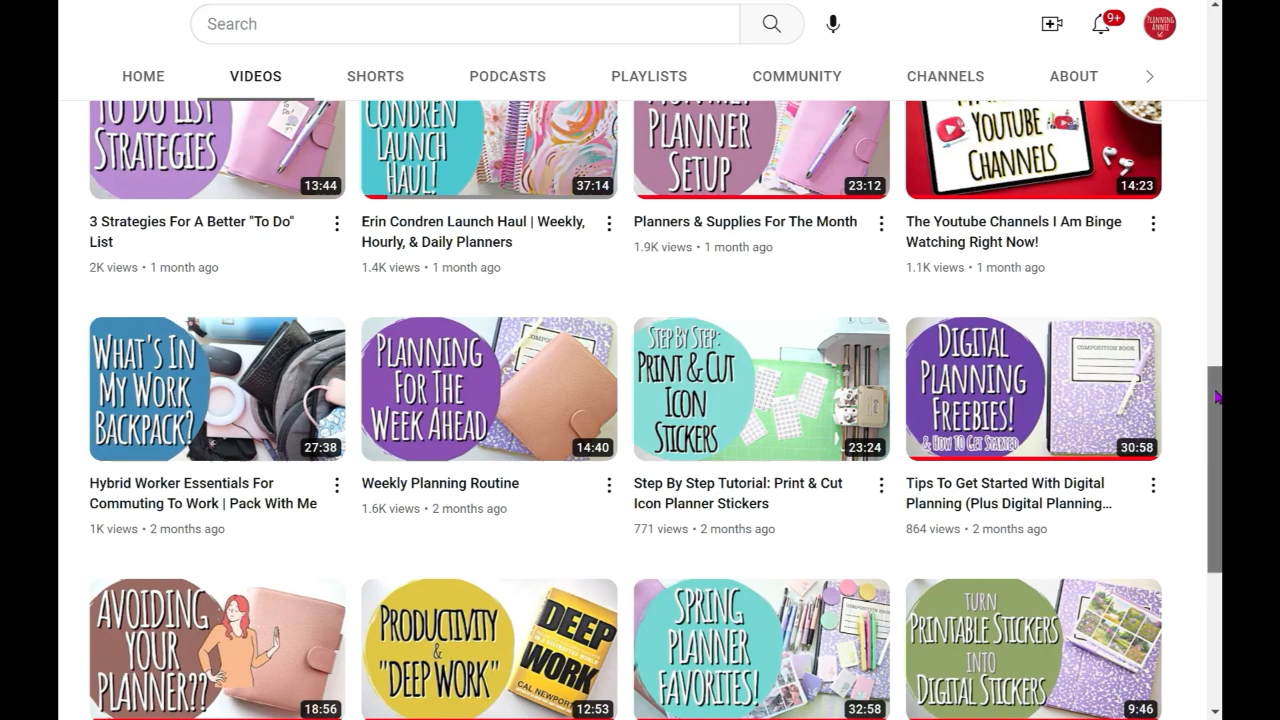 Search
9+
PLANNING
ANNIE
HOME VIDEOS SHORTS PODCASTS PLAYLISTS COMMUNITY CHANNELS ABOUT
TO DO LIST
STRATEGIES
13:44
CONDREN
LAUNCH
HAUL!
37:14
PLANNER
SETUP
23:12
YOUTUBE
CHANNELS
14:23
3 Strategies For A Better "To Do"
List
2K views • 1 month ago
Erin Condren Launch Haul | Weekly,
Hourly, & Daily Planners
1.4K views • 1 month ago
Planners & Supplies For The Month
1.9K views • 1 month ago
The Youtube Channels I Am Binge
Watching Right Now!
1.1K views • 1 month ago
WHAT'S IN
MY WORK
BACKPACK?
27:38
PLANNING
FOR THE
WEEK AHEAD
COMPOSITION
14:40
STEP BY STEP:
PRINT & CUT
ICON
STICKERS
23:24
DIGITAL
PLANNING
FREEBIES!
& HOW TO GET STARTED
COMPOSITION BOOK
30:58
Hybrid Worker Essentials For
Commuting To Work | Pack With Me
1K views • 2 months ago
Weekly Planning Routine
1.6K views • 2 months ago
Step By Step Tutorial: Print & Cut
Icon Planner Stickers
771 views • 2 months ago
Tips To Get Started With Digital
Planning (Plus Digital Planning...
864 views • 2 months ago
AVOIDING
YOUR
PLANNER??
18:56
PRODUCTIVITY
&
"DEEP WORK"
DEEP
WORK
CAL NEWPORT
12:53
SPRING
PLANNER
FAVORITES!
32:58
TURN
PRINTABLE STICKERS
INTO
DIGITAL STICKERS
9:46